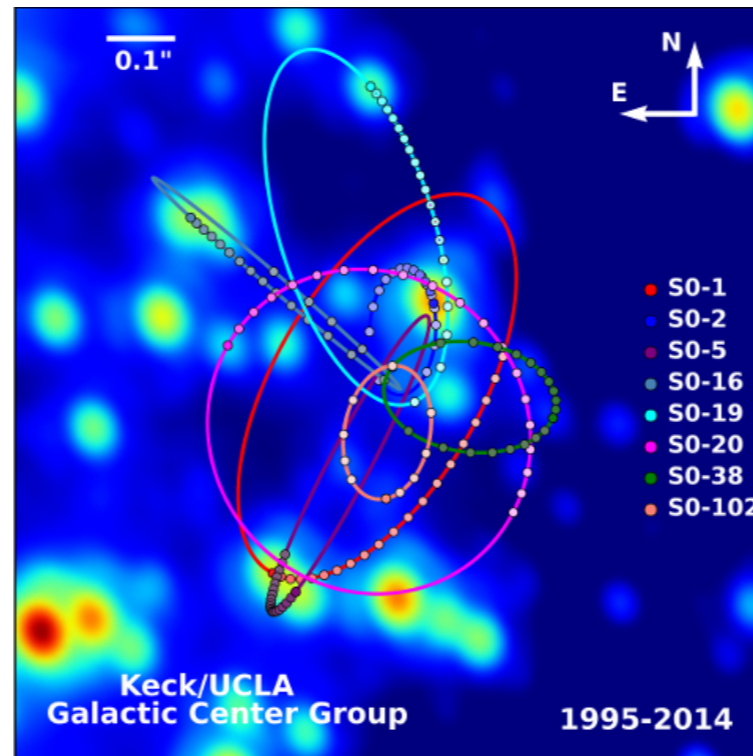 0.1"
N
E
S0-1
S0-2
S0-5
S0-16
S0-19
S0-20
S0-38
S0-102
Keck/UCLA
Galactic Center Group
1995-2014